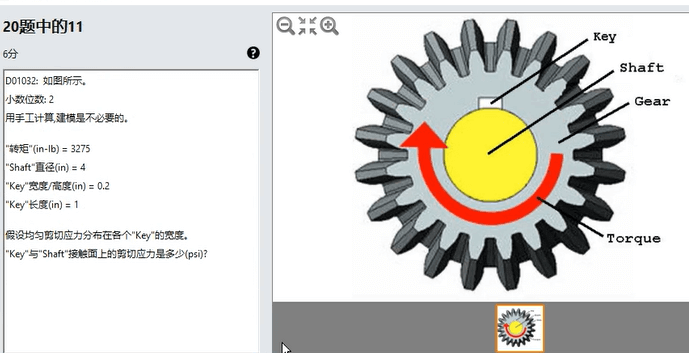 20题中的11
6分
D01032: 如图所示。
小数位数: 2
用手工计算,建模是不必要的。
"转矩"(in-lb) = 3275
"Shaft"直径(in) = 4
"Key"宽度/高度(in) = 0.2
"Key"长度(in) = 1
假设均匀剪切应力分布在各个"Key"的宽度。
"Key"与"Shaft"接触面上的剪切应力是多少(psi)?
Key
Shaft
Gear
Torque